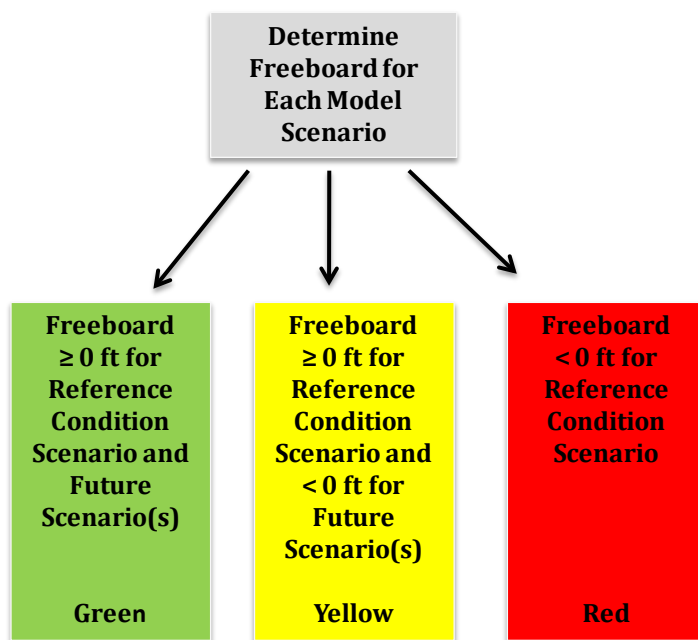 Determine
Freeboard for
Each Model
Scenario
Freeboard
≥ 0 ft for
Reference
Condition
Scenario and
Future
Scenario(s)
Green
Freeboard
≥ 0 ft for
Reference
Condition
Scenario and
< 0 ft for
Future
Scenario(s)
Yellow
Freeboard
< 0 ft for
Reference
Condition
Scenario
Red